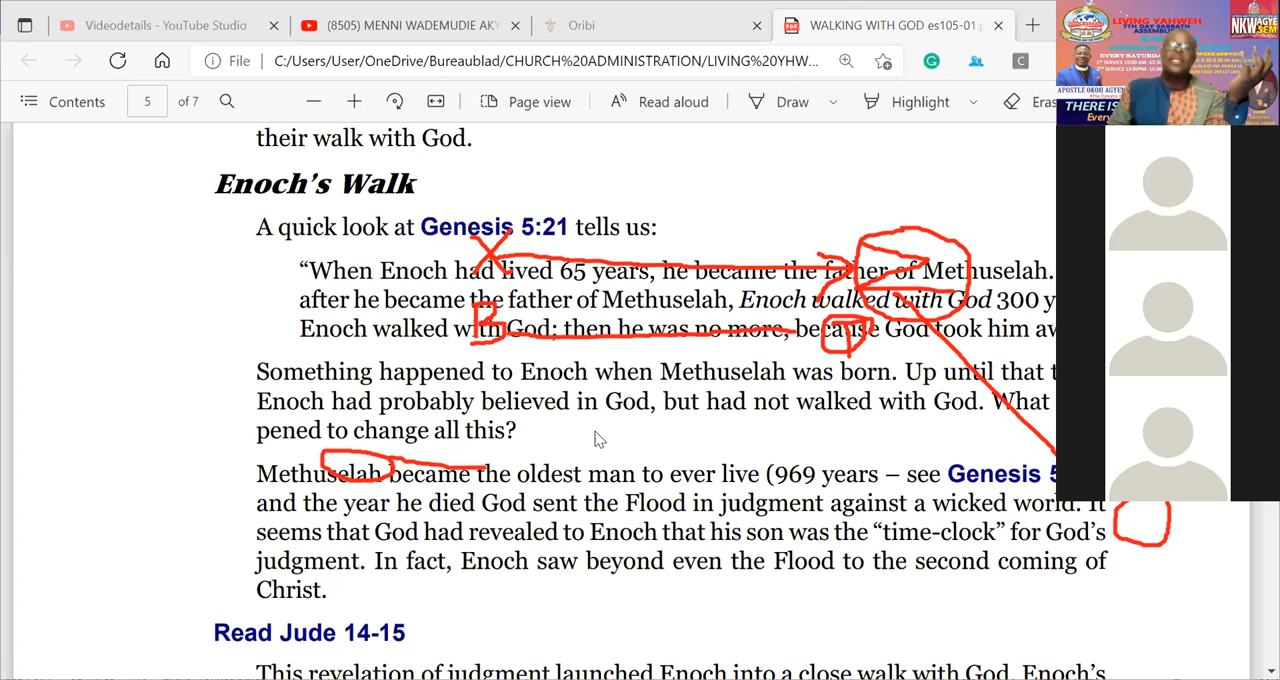 Videodetails - YouTube Studio
(8505) MENNI WADEMUDIE AKY
Oribi
WALKING WITH GOD es105-01.
File
C:/Users/User/OneDrive/Butaublad/CHURCH%20ADMINISTRATION/LIVING%20YHW...
Contents
5
of 7
Page view
Read aloud
Draw
Highlight
Eras
LIVING YAHWEH
7TH DAY SABBATH
NKWAGYE
SEM
THERE IS
their walk with God.
Enoch's Walk
A quick look at Genesis 5:21 tells us:
“When Enoch had lived 65 years, he became the father of Methuselah.
after he became the father of Methuselah, Enoch walked with God 300 y
Enoch walked with God; then he was no more, because God took him aw
Something happened to Enoch when Methuselah was born. Up until that t
Enoch had probably believed in God, but had not walked with God. What
pened to change all this?
Methuselah became the oldest man to ever live (969 years – see Genesis 5
and the year he died God sent the Flood in judgment against a wicked world. It
seems that God had revealed to Enoch that his son was the “time-clock” for God’s
judgment. In fact, Enoch saw beyond even the Flood to the second coming of
Christ.
Read Jude 14-15
This revelation of judgment launched Enoch into a close walk with God. Enoch’s